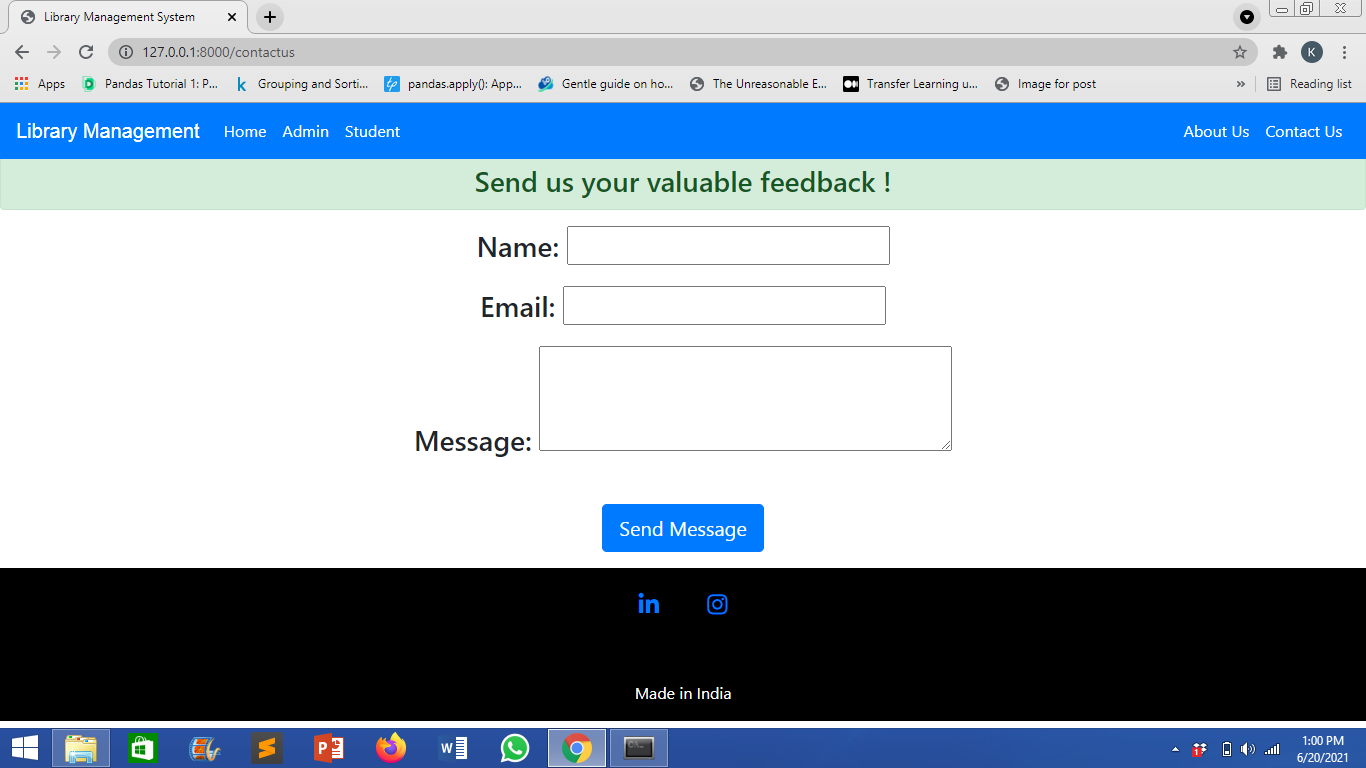 Library Management System
K
127.0.0.1:8000/contactus
Apps
Pandas Tutorial 1: P...
k
Grouping and Sorti...
pandas.apply(): App...
Gentle guide on ho...
The Unreasonable E...
Transfer Learning u...
Image for post
»
Reading list
Library Management
Home
Admin
Student
About Us
Contact Us
Send us your valuable feedback !
Name:
Email:
Message:
Send Message
in
Made in India
1:00 PM
6/20/2021